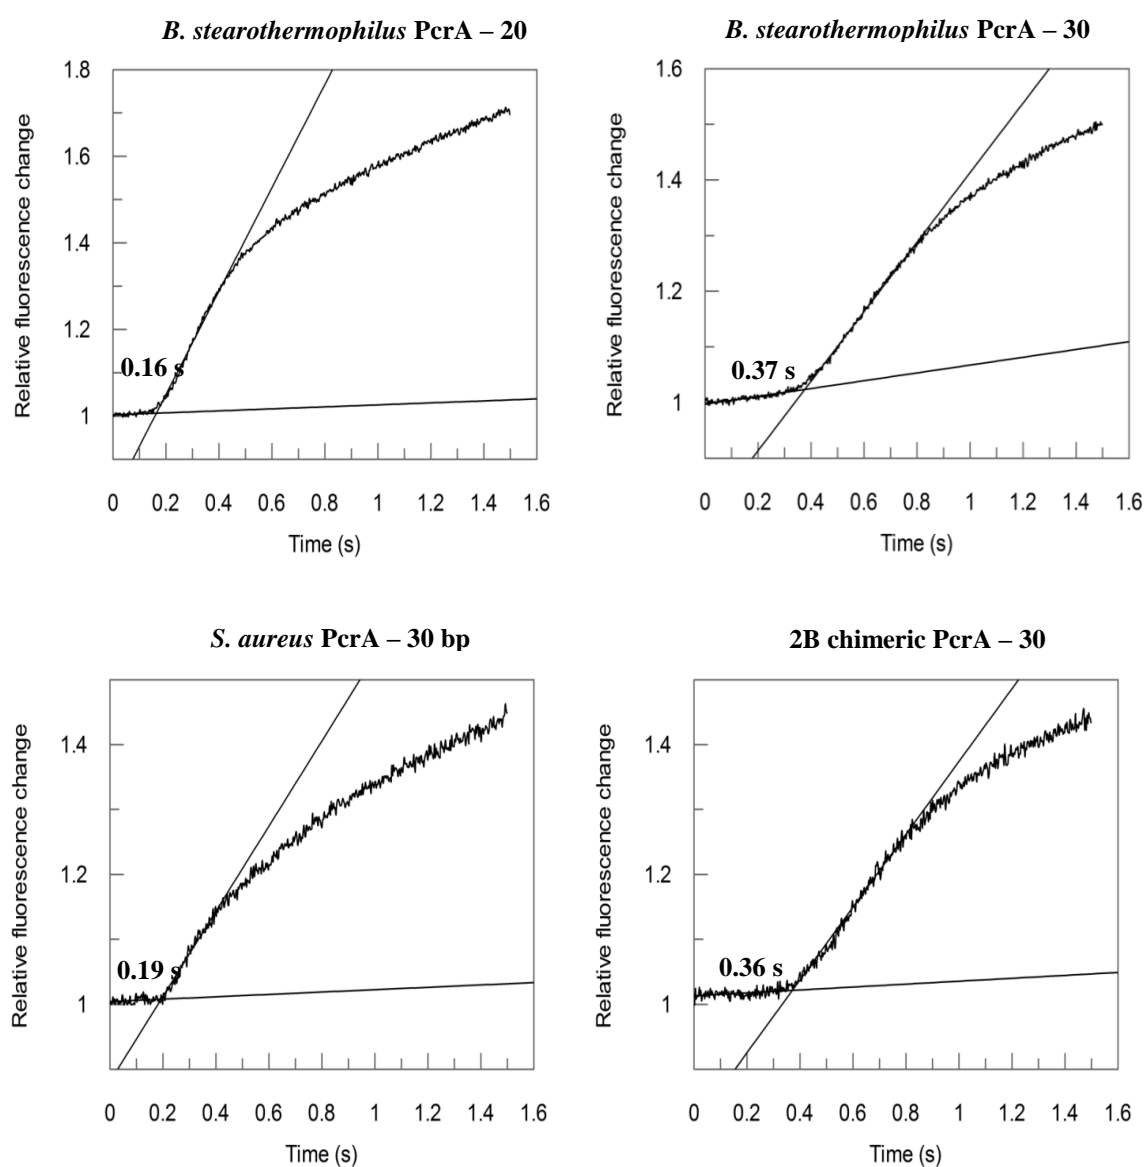 B. stearothermophilus PcrA – 20
Relative fluorescence change
1.8
1.6
1.4
1.2
1
0.16 s
0 0.2 0.4 0.6 0.8 1 1.2 1.4 1.6
Time (s)
B. stearothermophilus PcrA – 30
Relative fluorescence change
1.6
1.4
1.2
1
0.37 s
0 0.2 0.4 0.6 0.8 1 1.2 1.4 1.6
Time (s)
S. aureus PcrA – 30 bp
Relative fluorescence change
1.4
1.2
1
0.19 s
0 0.2 0.4 0.6 0.8 1 1.2 1.4 1.6
Time (s)
2B chimeric PcrA – 30
Relative fluorescence change
1.4
1.2
1
0.36 s
0 0.2 0.4 0.6 0.8 1 1.2 1.4 1.6
Time (s)